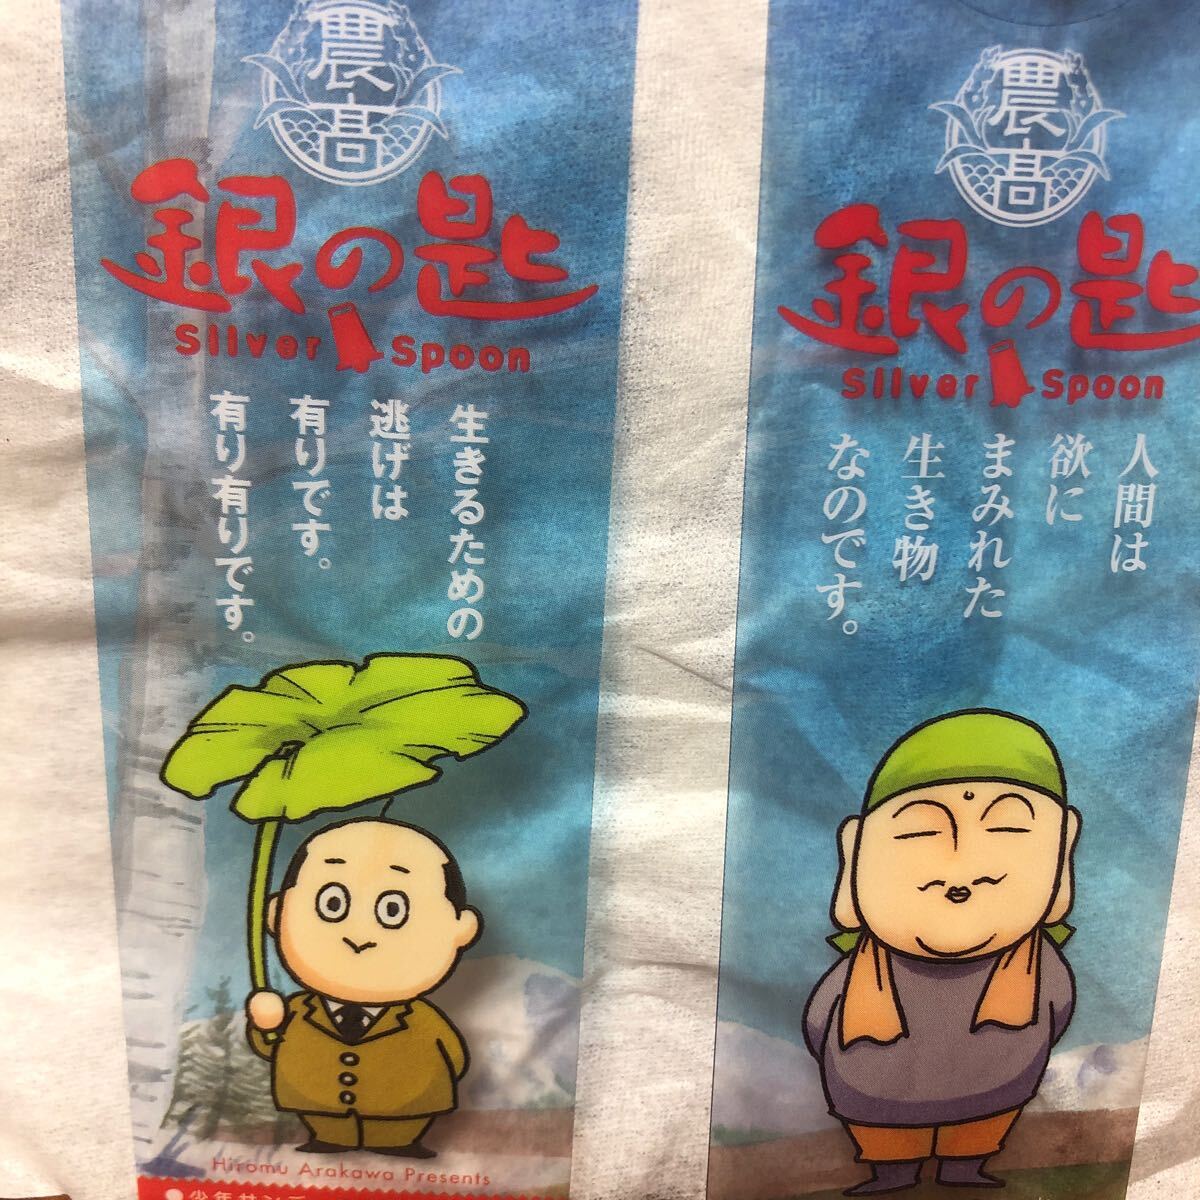 農高
銀の匙
Silver Spoon
生きるための
逃げは
有りです。
有り有りです。
Hiromu Arakawa Presents
農高
銀の匙
Silver Spoon
人間は
欲に
まみれた
生き物
なのです。